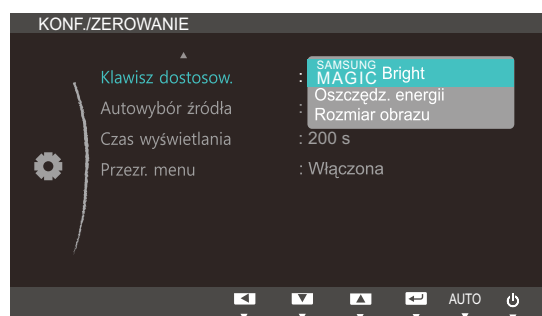 KONF./ZEROWANIE
Klawisz dostosow. : SAMSUNG MAGIC Bright
Oszczędz. energii
Autowybór źródła :
Rozmiar obrazu
Czas wyświetlania : 200 s
Przezr. menu : Włączona
AUTO